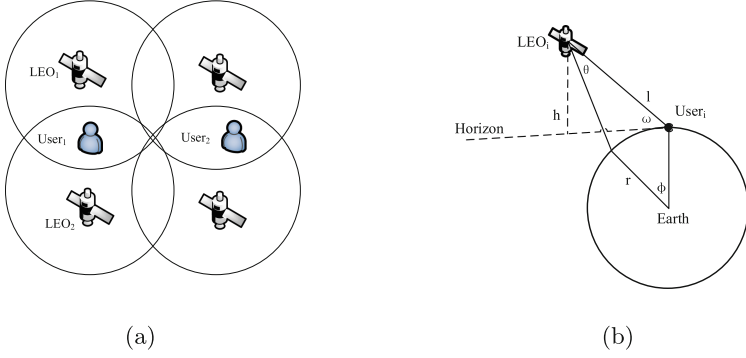 LEO₁
User₁
User₂
LEO₂
(a)
LEOᵢ
θ
l
h
Userᵢ
ω
Horizon
r
ϕ
Earth
(b)